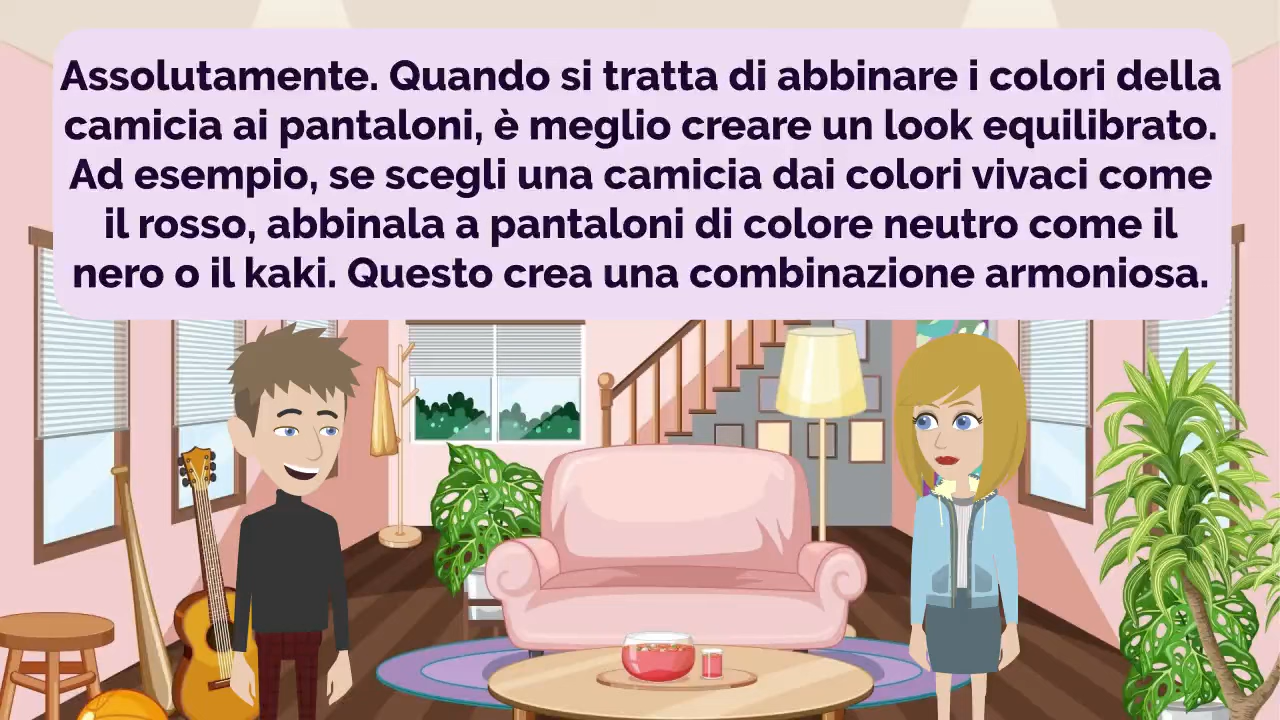 Assolutamente. Quando si tratta di abbinare i colori della
camicia ai pantaloni, è meglio creare un look equilibrato.
Ad esempio, se scegli una camicia dai colori vivaci come
il rosso, abbinala a pantaloni di colore neutro come il
nero o il kaki. Questo crea una combinazione armoniosa.